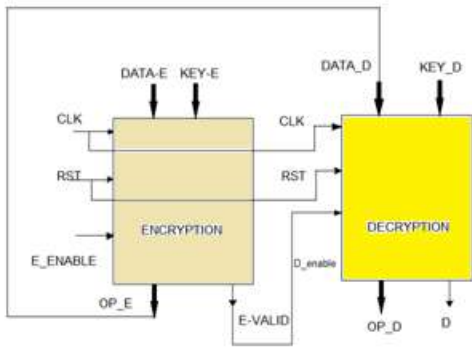 DATA-E KEY-E DATA_D KEY_D
CLK CLK
RST RST
ENCRYPTION DECRYPTION
E_ENABLE D_enable
OP_E E-VALID OP_D D